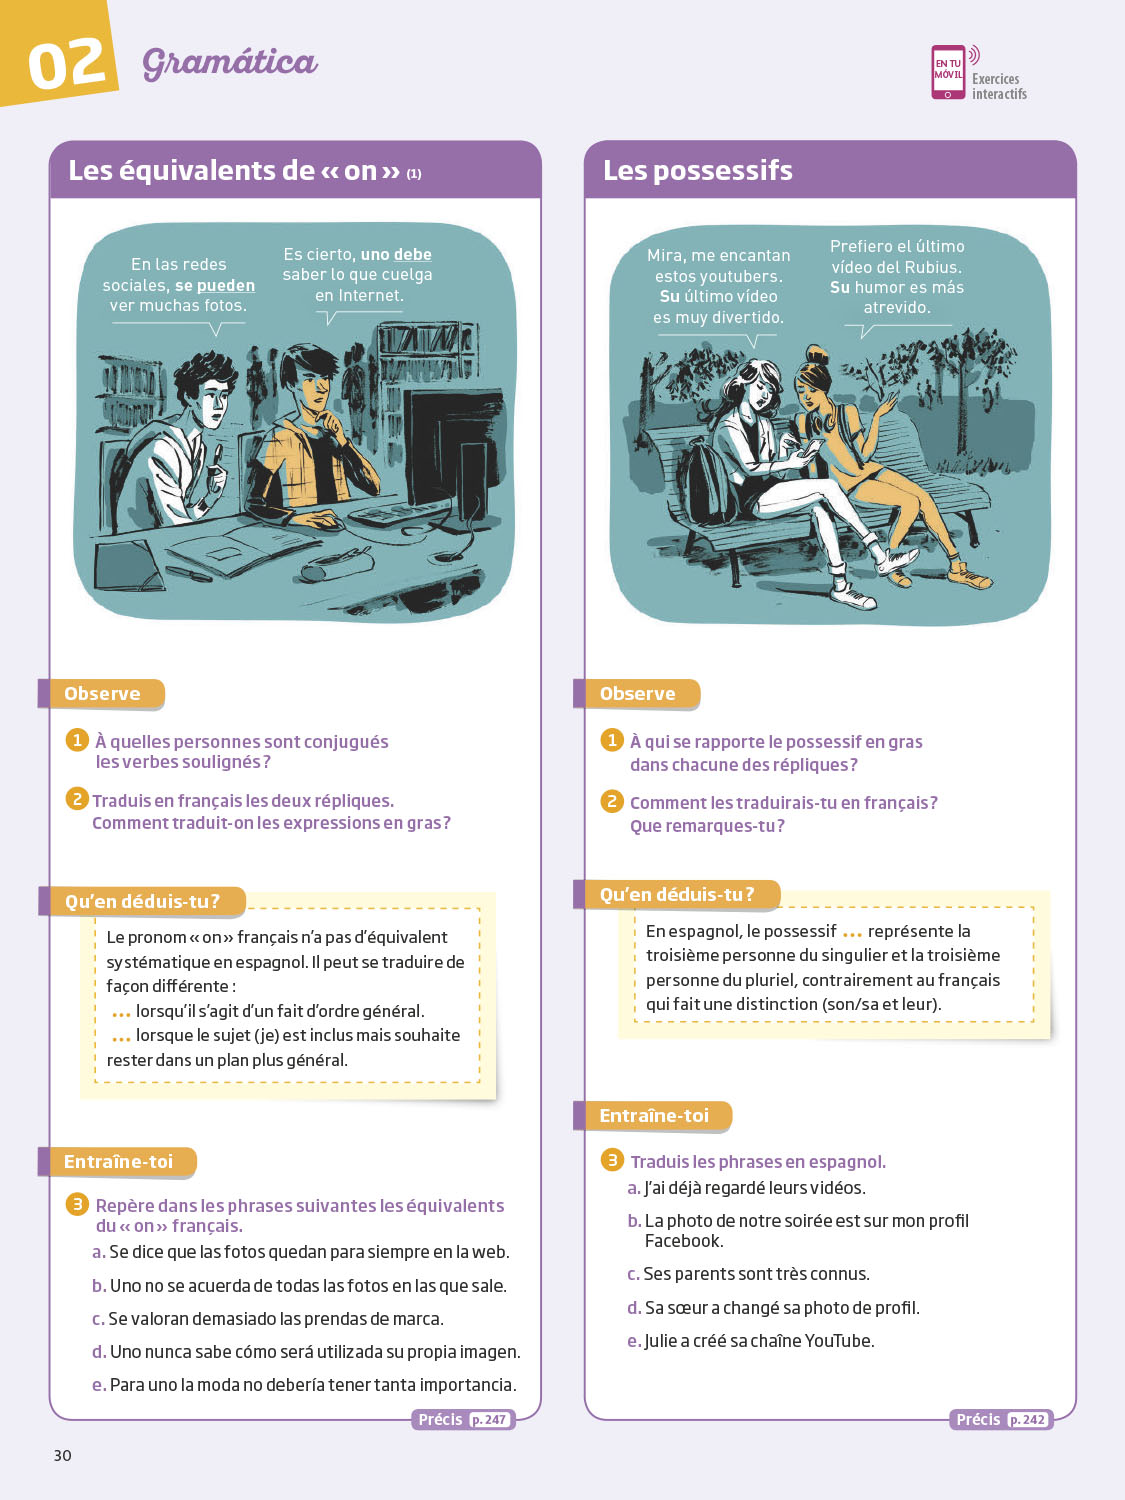 02
Gramática
EN TU
MÓVIL
Exercices
interactifs
Les équivalents de « on » (1)
En las redes
sociales, se pueden
ver muchas fotos.
Es cierto, uno debe
saber lo que cuelga
en Internet.
Observe
1 À quelles personnes sont conjugués
les verbes soulignés ?
2 Traduis en français les deux répliques.
Comment traduit-on les expressions en gras ?
Qu'en déduis-tu ?
Le pronom « on » français n'a pas d'équivalent
systématique en espagnol. Il peut se traduire de
façon différente :
... lorsqu'il s'agit d'un fait d'ordre général.
... lorsque le sujet (je) est inclus mais souhaite
rester dans un plan plus général.
Entraîne-toi
3 Repère dans les phrases suivantes les équivalents
du « on » français.
a. Se dice que las fotos quedan para siempre en la web.
b. Uno no se acuerda de todas las fotos en las que sale.
c. Se valoran demasiado las prendas de marca.
d. Uno nunca sabe cómo será utilizada su propia imagen.
e. Para uno la moda no debería tener tanta importancia.
Précis p. 247
Les possessifs
Mira, me encantan
estos youtubers.
Su último vídeo
es muy divertido.
Prefiero el último
vídeo del Rubius.
Su humor es más
atrevido.
Observe
1 À qui se rapporte le possessif en gras
dans chacune des répliques ?
2 Comment les traduirais-tu en français ?
Que remarques-tu ?
Qu'en déduis-tu ?
En espagnol, le possessif ... représente la
troisième personne du singulier et la troisième
personne du pluriel, contrairement au français
qui fait une distinction (son/sa et leur).
Entraîne-toi
3 Traduis les phrases en espagnol.
a. J'ai déjà regardé leurs vidéos.
b. La photo de notre soirée est sur mon profil
Facebook.
c. Ses parents sont très connus.
d. Sa sœur a changé sa photo de profil.
e. Julie a créé sa chaîne YouTube.
Précis p. 242
30